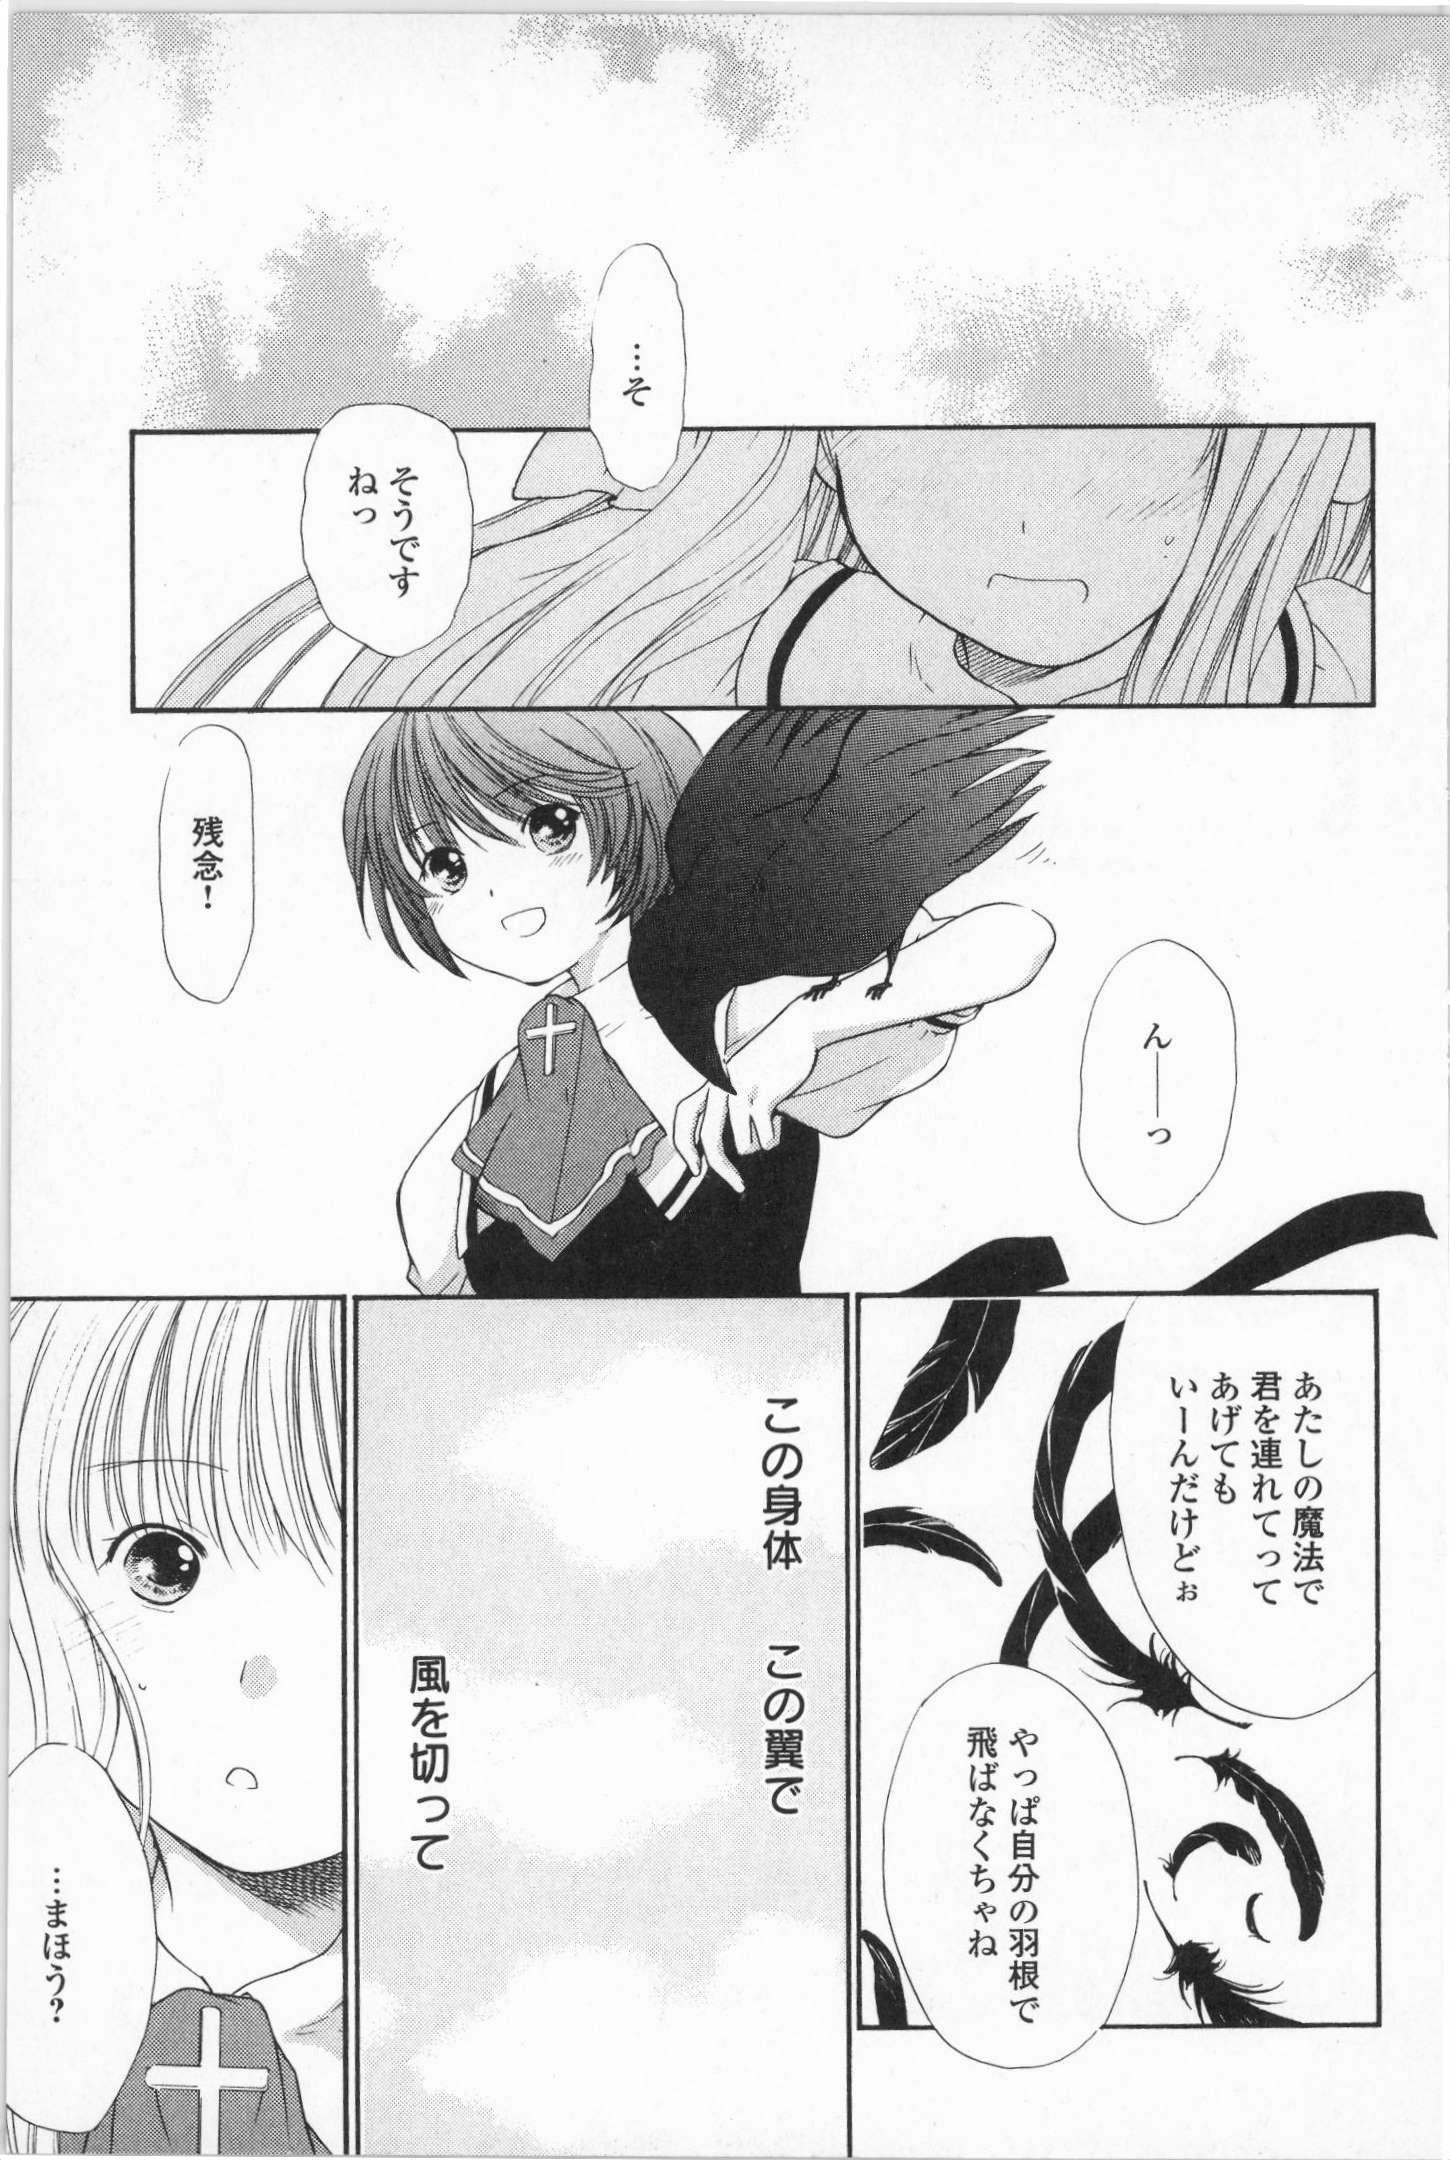 …そ
そうです
ねっ
んーっ
残念！
あたしの魔法で
君を連れてって
あげても
いーんだけどぉ
やっぱ自分の羽根で
飛ばなくちゃね
この身体　この翼で
風を切って
…まほう？